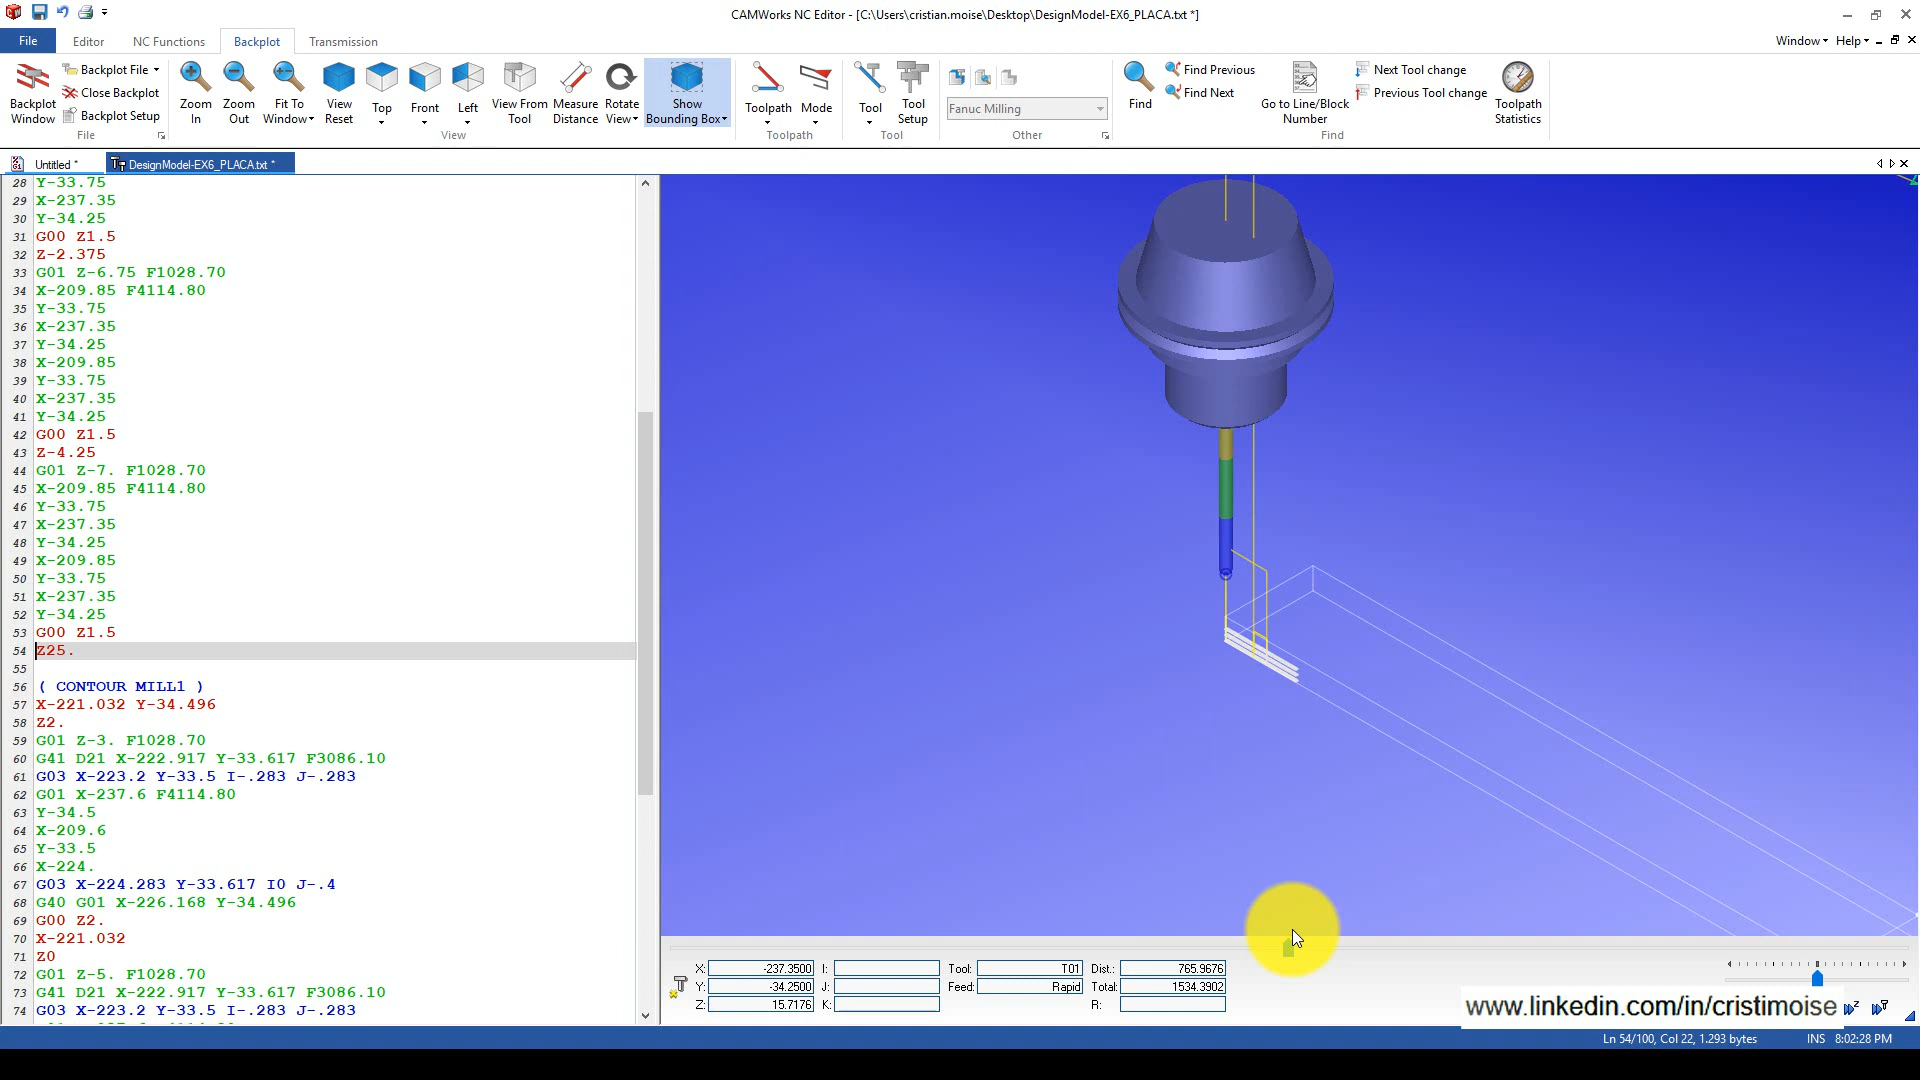 CAMWorks NC Editor - [C:\Users\cristian.moise\Desktop\DesignModel-EX6_PLACA.txt *]
File Editor NC Functions Backplot Transmission Window Help
Backplot Window
Backplot File
Close Backplot
Backplot Setup
File
Zoom In
Zoom Out
Fit To Window
View Reset
Top
Front
Left
View From Tool
Measure Distance
Rotate View
Show Bounding Box
View
Toolpath
Mode
Toolpath
Tool
Tool Setup
Tool
Fanuc Milling
Other
Find
Find Previous
Find Next
Go to Line/Block Number
Next Tool change
Previous Tool change
Toolpath Statistics
Find
Untitled *
DesignModel-EX6_PLACA.txt *
28 Y-33.75
29 X-237.35
30 Y-34.25
31 G00 Z1.5
32 Z-2.375
33 G01 Z-6.75 F1028.70
34 X-209.85 F4114.80
35 Y-33.75
36 X-237.35
37 Y-34.25
38 X-209.85
39 Y-33.75
40 X-237.35
41 Y-34.25
42 G00 Z1.5
43 Z-4.25
44 G01 Z-7. F1028.70
45 X-209.85 F4114.80
46 Y-33.75
47 X-237.35
48 Y-34.25
49 X-209.85
50 Y-33.75
51 X-237.35
52 Y-34.25
53 G00 Z1.5
54 Z25.
55
56 ( CONTOUR MILL1 )
57 X-221.032 Y-34.496
58 Z2.
59 G01 Z-3. F1028.70
60 G41 D21 X-222.917 Y-33.617 F3086.10
61 G03 X-223.2 Y-33.5 I-.283 J-.283
62 G01 X-237.6 F4114.80
63 Y-34.5
64 X-209.6
65 Y-33.5
66 X-224.
67 G03 X-224.283 Y-33.617 I0 J-.4
68 G40 G01 X-226.168 Y-34.496
69 G00 Z2.
70 X-221.032
71 Z0
72 G01 Z-5. F1028.70
73 G41 D21 X-222.917 Y-33.617 F3086.10
74 G03 X-223.2 Y-33.5 I-.283 J-.283
X: -237.3500 I: Tool: T01 Dist.: 765.9676
Y: -34.2500 J: Feed: Rapid Total: 1534.3902
Z: 15.7176 K: R:
www.linkedin.com/in/cristimoise
Ln 54/100, Col 22, 1.293 bytes INS 8:02:28 PM